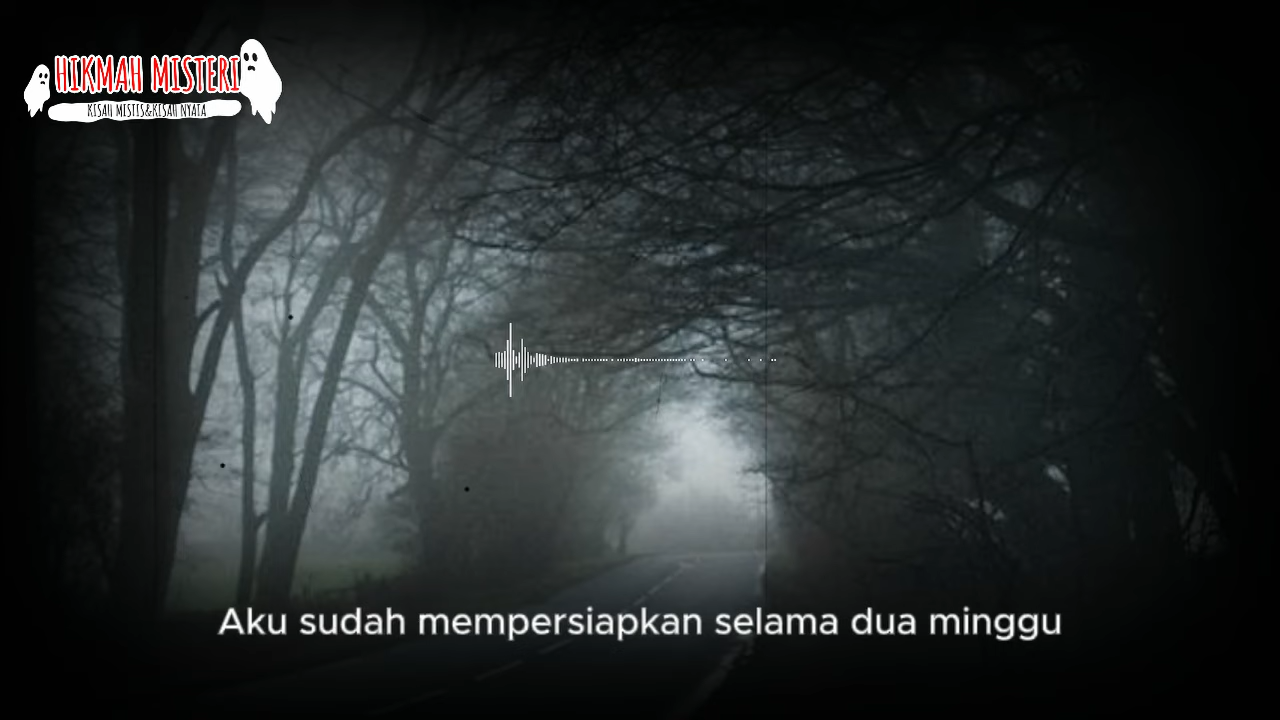 HIKMAH MISTERI
KISAH MISTIS&KISAH NYATA
Aku sudah mempersiapkan selama dua minggu